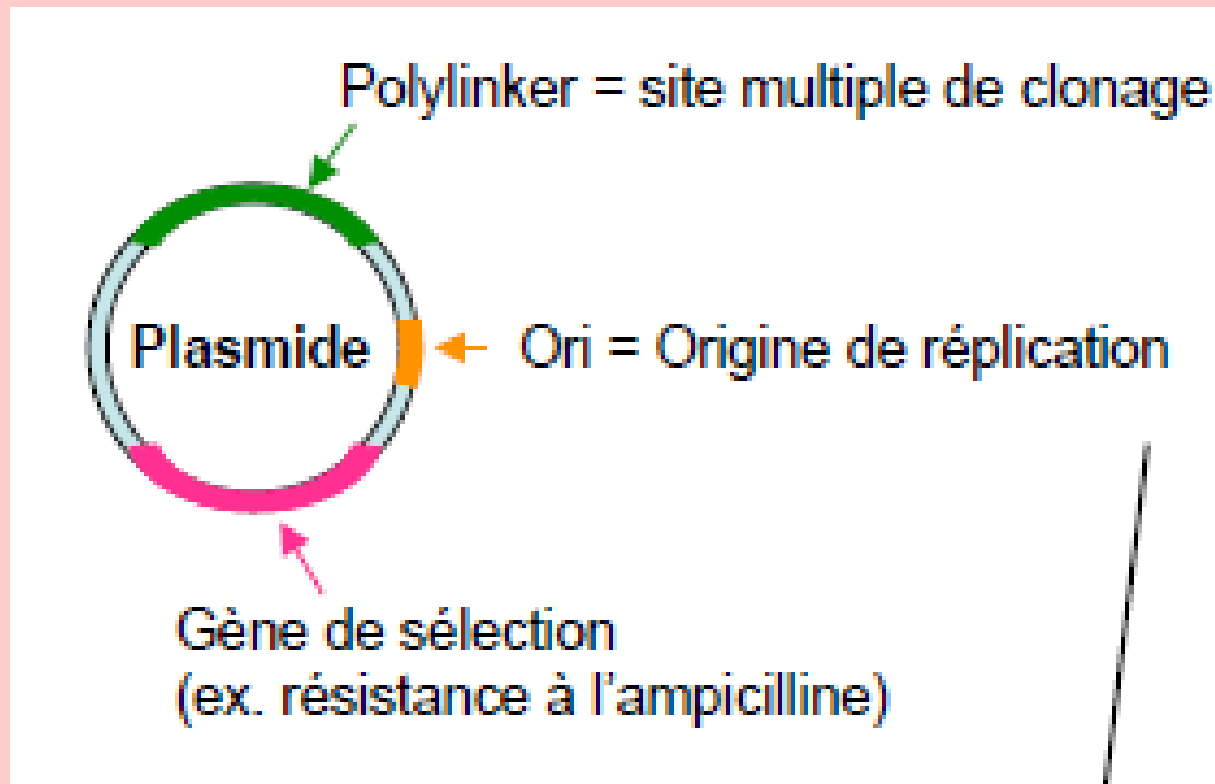 Polylinker = site multiple de clonage
Plasmide
Ori = Origine de réplication
Gène de sélection
(ex. résistance à l'ampicilline)